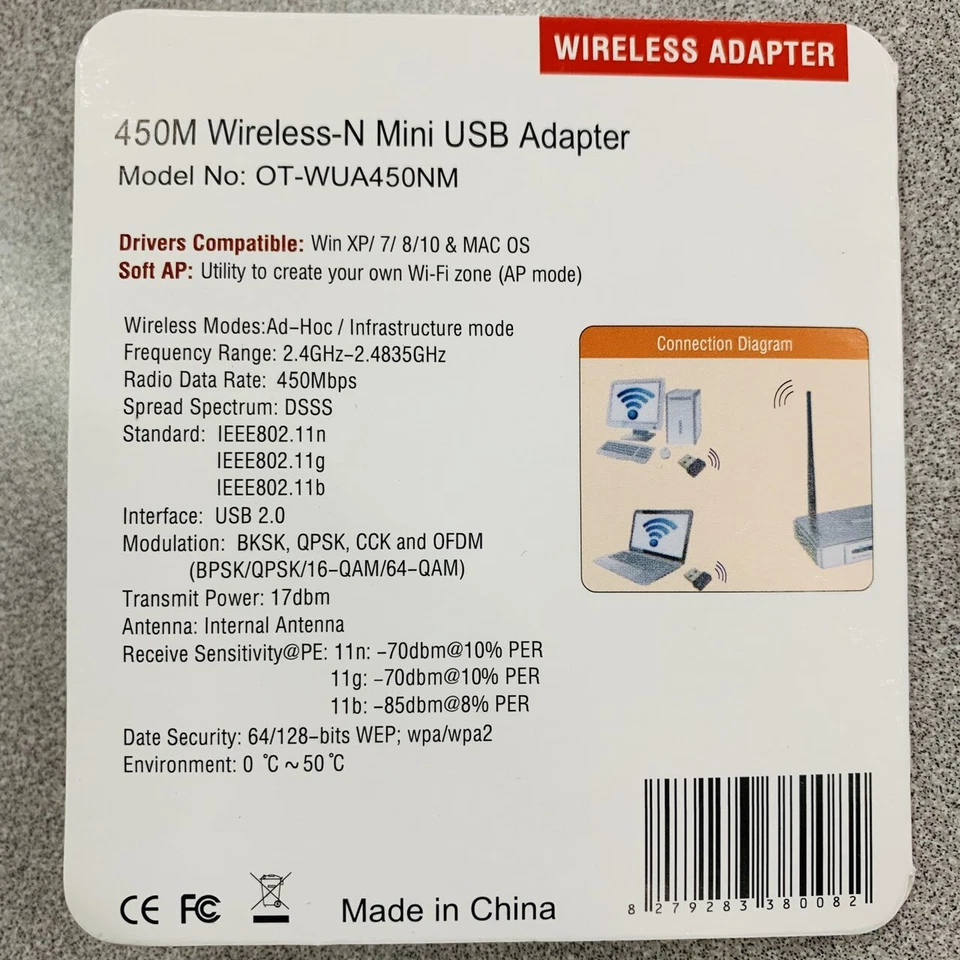 WIRELESS ADAPTER
450M Wireless-N Mini USB Adapter
Model No: OT-WUA450NM
Drivers Compatible: Win XP/ 7/ 8/10 & MAC OS
Soft AP: Utility to create your own Wi-Fi zone (AP mode)
Wireless Modes:Ad-Hoc / Infrastructure mode
Frequency Range: 2.4GHz-2.4835GHz
Radio Data Rate: 450Mbps
Spread Spectrum: DSSS
Standard: IEEE802.11n
IEEE802.11g
IEEE802.11b
Interface: USB 2.0
Modulation: BKSK, QPSK, CCK and OFDM
(BPSK/QPSK/16-QAM/64-QAM)
Transmit Power: 17dbm
Antenna: Internal Antenna
Receive Sensitivity@PE: 11n: -70dbm@10% PER
11g: -70dbm@10% PER
11b: -85dbm@8% PER
Date Security: 64/128-bits WEP; wpa/wpa2
Environment: 0 ℃ ~ 50 ℃
Connection Diagram
CE FC
Made in China
8 279283 380082